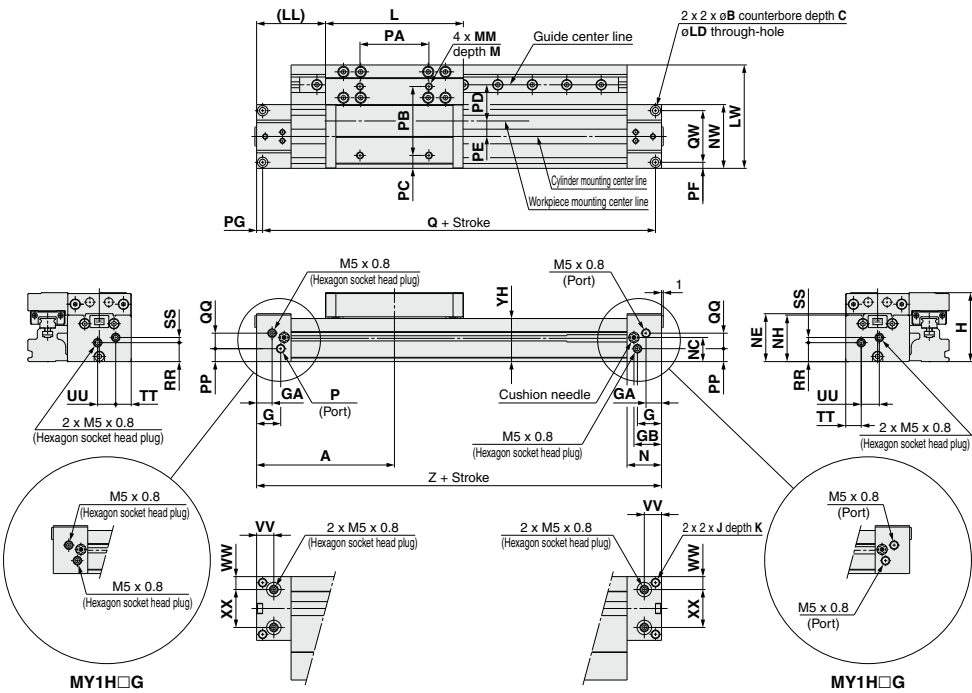 (LL)
L
PA
4 x MM
depth M
Guide center line
2 x 2 x øB counterbore depth C
øLD through-hole
PB
PD
PE
PC
QW
NW
LW
PF
Cylinder mounting center line
Workpiece mounting center line
PG
Q + Stroke
M5 x 0.8
(Hexagon socket head plug)
M5 x 0.8
(Port)
1
SS
QQ
YH
QQ
SS
NC
NE
NH
H
RR
PP
PP
RR
UU
TT
GA
P
(Port)
Cushion needle
GA
UU
TT
G
G
2 x M5 x 0.8
(Hexagon socket head plug)
M5 x 0.8
(Hexagon socket head plug)
GB
2 x M5 x 0.8
(Hexagon socket head plug)
A
N
Z + Stroke
M5 x 0.8
(Hexagon socket head plug)
M5 x 0.8
(Hexagon socket head plug)
VV
2 x M5 x 0.8
(Hexagon socket head plug)
2 x M5 x 0.8
(Hexagon socket head plug)
VV
2 x 2 x J depth K
M5 x 0.8
(Port)
M5 x 0.8
(Port)
WW
XX
WW
XX
MY1H□G
MY1H□G